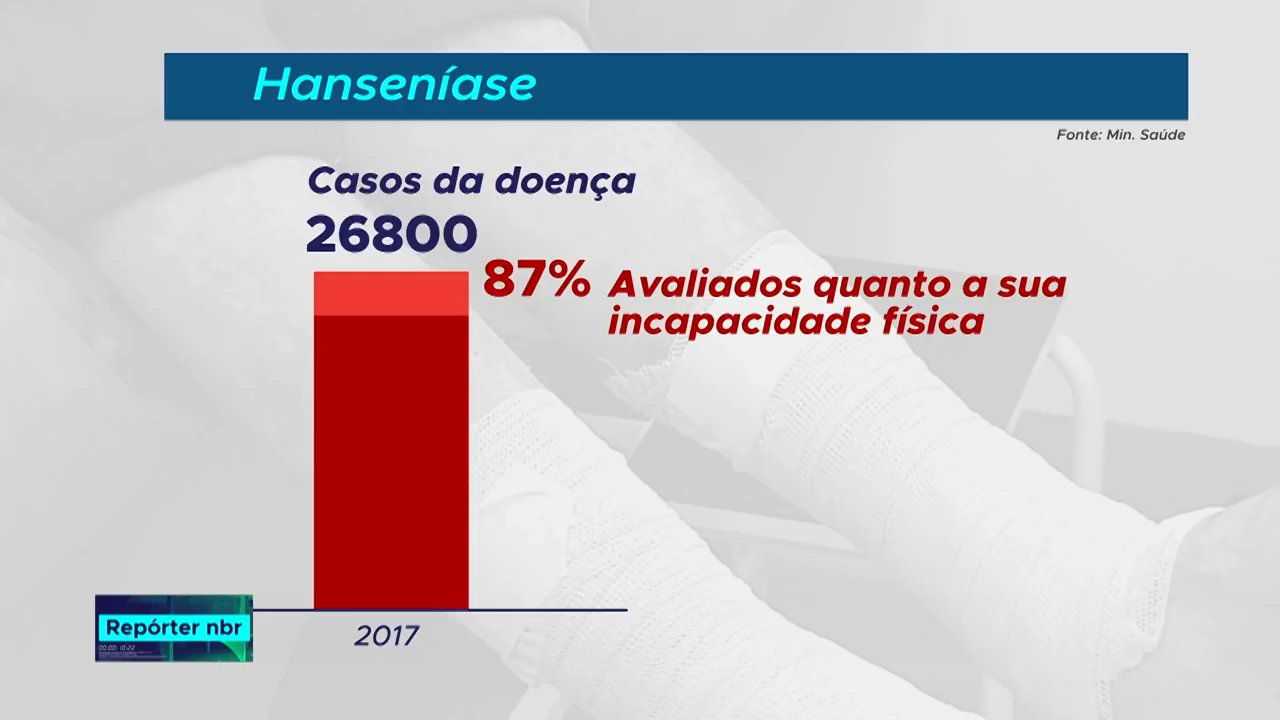 Hanseníase
Fonte: Min. Saúde
Casos da doença
26800
87% Avaliados quanto a sua
incapacidade física
2017
Repórter nbr